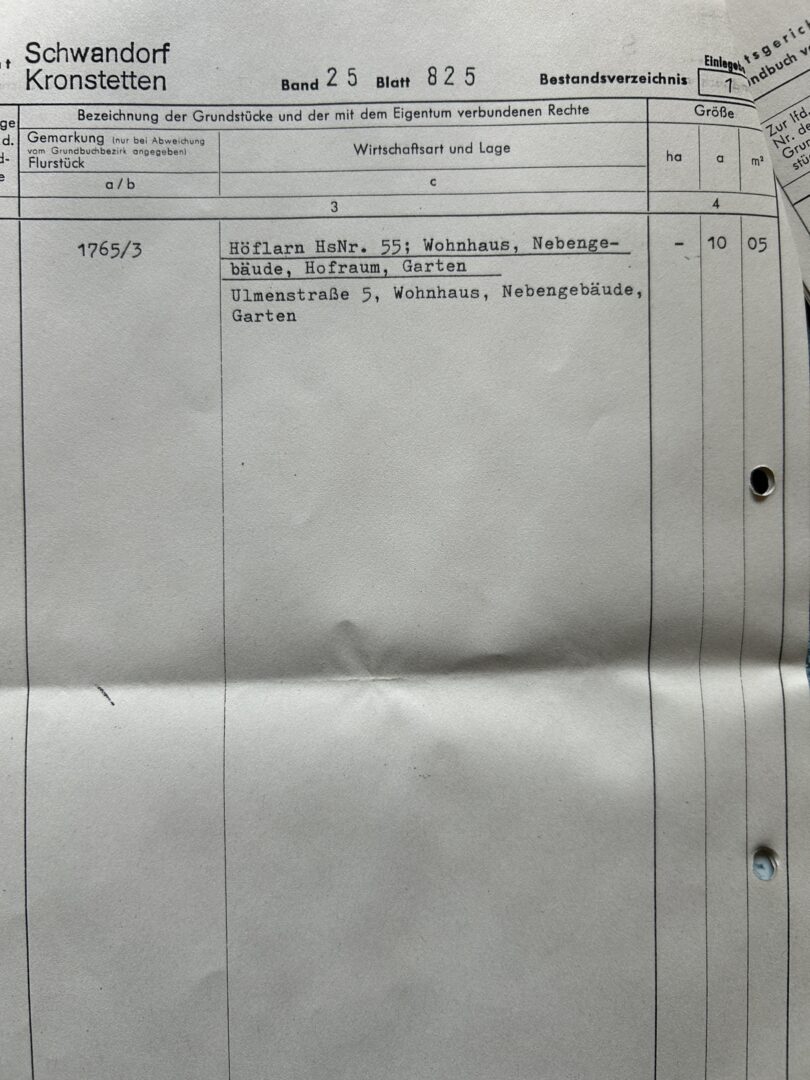 Schwandorf
Kronstetten
Band 25 Blatt 825 Bestandsverzeichnis
1
Bezeichnung der Grundstücke und der mit dem Eigentum verbundenen Rechte
Größe
Gemarkung (nur bei Abweichung
vom Grundbuchbezirk angegeben)
Flurstück
Wirtschaftsart und Lage
ha a m²
a/b c
3 4
1765/3 Höflarn HsNr. 55; Wohnhaus, Nebenge- - 10 05
bäude, Hofraum, Garten
Ulmenstraße 5, Wohnhaus, Nebengebäude,
Garten
Zur lfd.